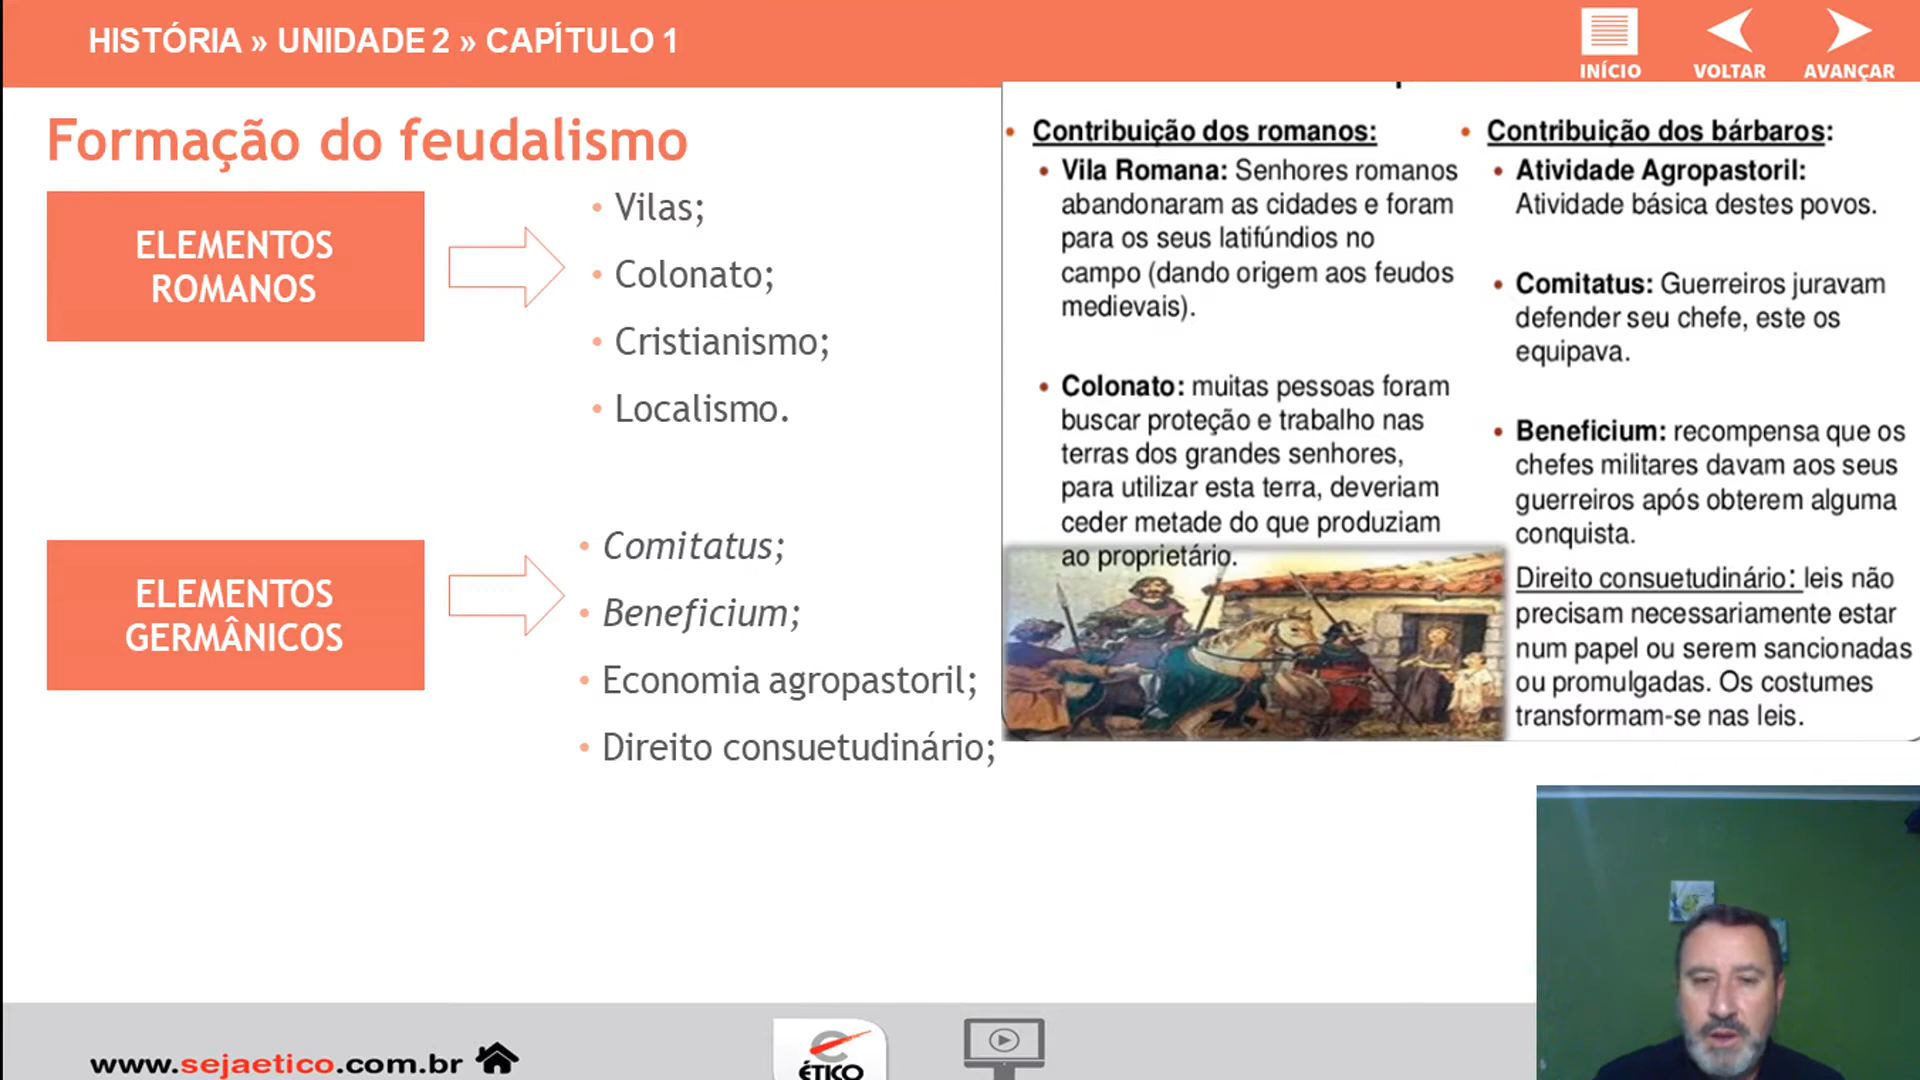 HISTÓRIA » UNIDADE 2 » CAPÍTULO 1
INÍCIO
VOLTAR
AVANÇAR
Formação do feudalismo
ELEMENTOS
ROMANOS
• Vilas;
• Colonato;
• Cristianismo;
• Localismo.
ELEMENTOS
GERMÂNICOS
• Comitatus;
• Beneficium;
• Economia agropastoril;
• Direito consuetudinário;
• Contribuição dos romanos:
• Vila Romana: Senhores romanos
abandonaram as cidades e foram
para os seus latifúndios no
campo (dando origem aos feudos
medievais).
• Colonato: muitas pessoas foram
buscar proteção e trabalho nas
terras dos grandes senhores,
para utilizar esta terra, deveriam
ceder metade do que produziam
ao proprietário.
• Contribuição dos bárbaros:
• Atividade Agropastoril:
Atividade básica destes povos.
• Comitatus: Guerreiros juravam
defender seu chefe, este os
equipava.
• Beneficium: recompensa que os
chefes militares davam aos seus
guerreiros após obterem alguma
conquista.
Direito consuetudinário: leis não
precisam necessariamente estar
num papel ou serem sancionadas
ou promulgadas. Os costumes
transformam-se nas leis.
www.sejaetico.com.br
ÉTICO